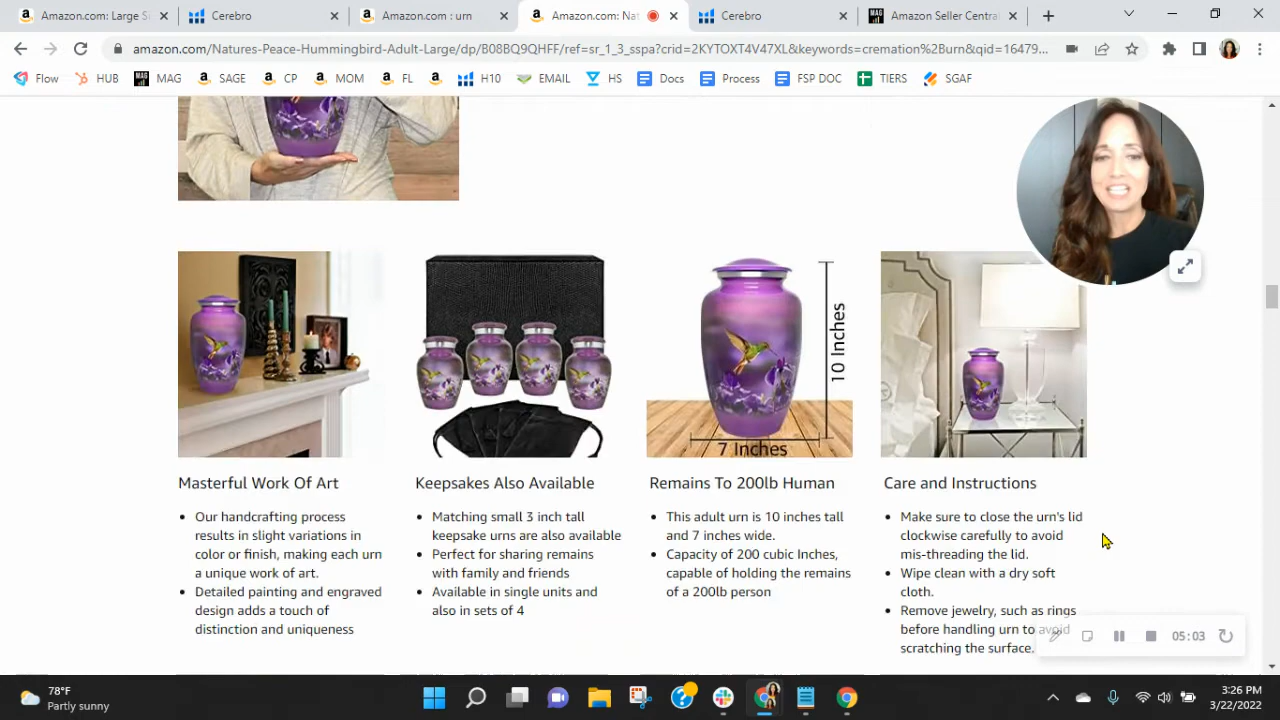 Amazon.com: Large Si
Cerebro
Amazon.com : urn
Amazon.com: Nat
Cerebro
MAG
Amazon Seller Central
amazon.com/Natures-Peace-Hummingbird-Adult-Large/dp/B08BQ9QHFF/ref=sr_1_3_sspa?crid=2KYTOXT4V47XL&keywords=cremation%2Burn&qid=16479...
Flow
HUB
MAG
MAG
SAGE
CP
MOM
FL
H10
EMAIL
HS
Docs
Process
FSP DOC
TIERS
SGAF
10 Inches
7 Inches
Masterful Work Of Art
Our handcrafting process
results in slight variations in
color or finish, making each urn
a unique work of art.
Detailed painting and engraved
design adds a touch of
distinction and uniqueness
Keepsakes Also Available
Matching small 3 inch tall
keepsake urns are also available
Perfect for sharing remains
with family and friends
Available in single units and
also in sets of 4
Remains To 200lb Human
This adult urn is 10 inches tall
and 7 inches wide.
Capacity of 200 cubic Inches,
capable of holding the remains
of a 200lb person
Care and Instructions
Make sure to close the urn's lid
clockwise carefully to avoid
mis-threading the lid.
Wipe clean with a dry soft
cloth.
Remove jewelry, such as rings
before handling urn to avoid
scratching the surface.
05:03
78°F
Partly sunny
3:26 PM
3/22/2022